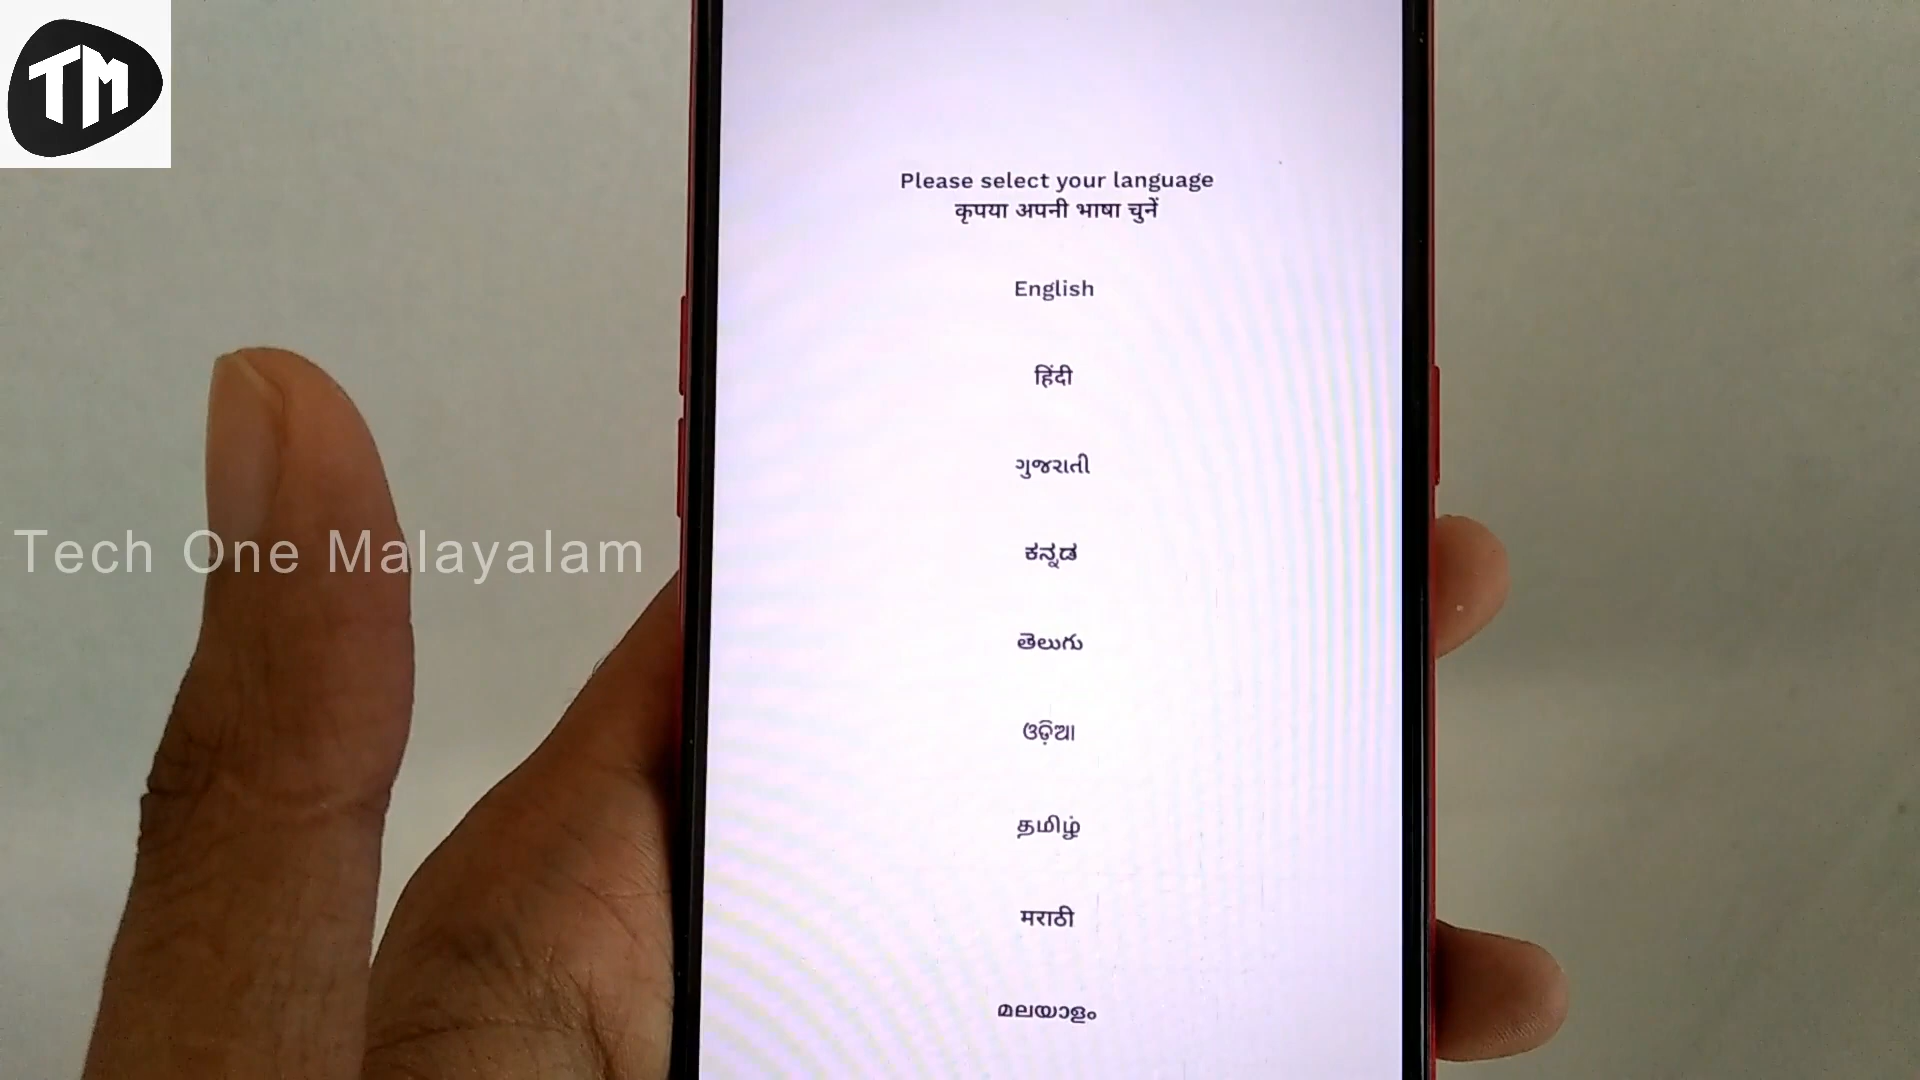 TM
Please select your language
कृपया अपनी भाषा चुनें
English
हिंदी
ગુજરાતી
ಕನ್ನಡ
తెలుగు
ଓଡ଼ିଆ
தமிழ்
मराठी
മലയാളം
Tech One Malayalam